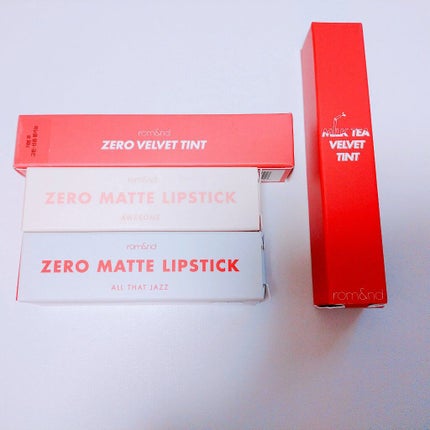 rom&nd
ZERO VELVET TINT
rom&nd
ZERO MATTE LIPSTICK
AWESOME
rom&nd
ZERO MATTE LIPSTICK
ALL THAT JAZZ
MILK TEA
VELVET
TINT
rom&nd